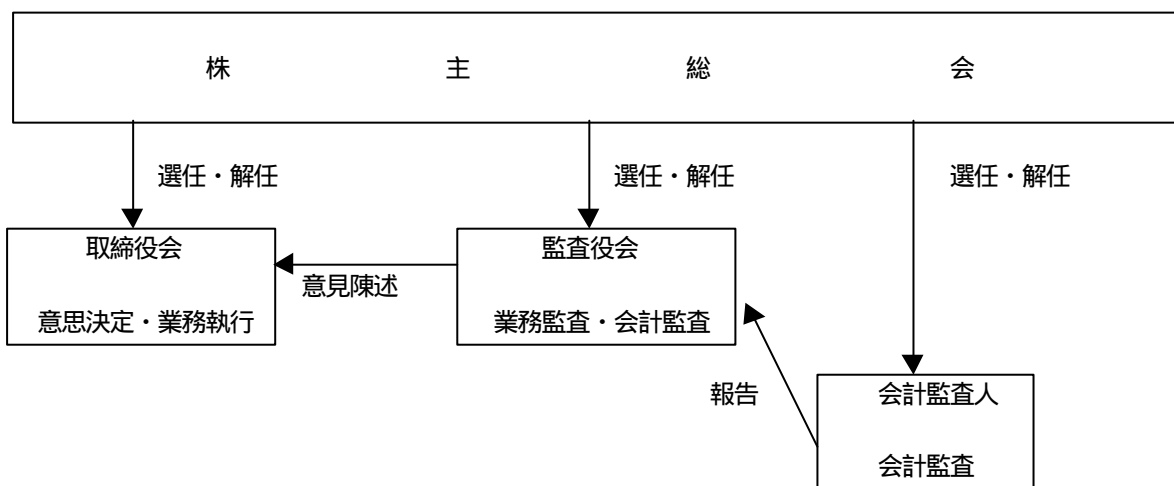 株主総会
選任・解任
選任・解任
選任・解任
取締役会
意思決定・業務執行
意見陳述
監査役会
業務監査・会計監査
報告
会計監査人
会計監査